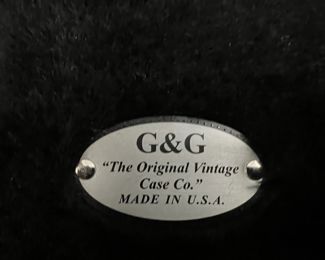 G&G
"The Original Vintage
Case Co."
MADE IN U.S.A.